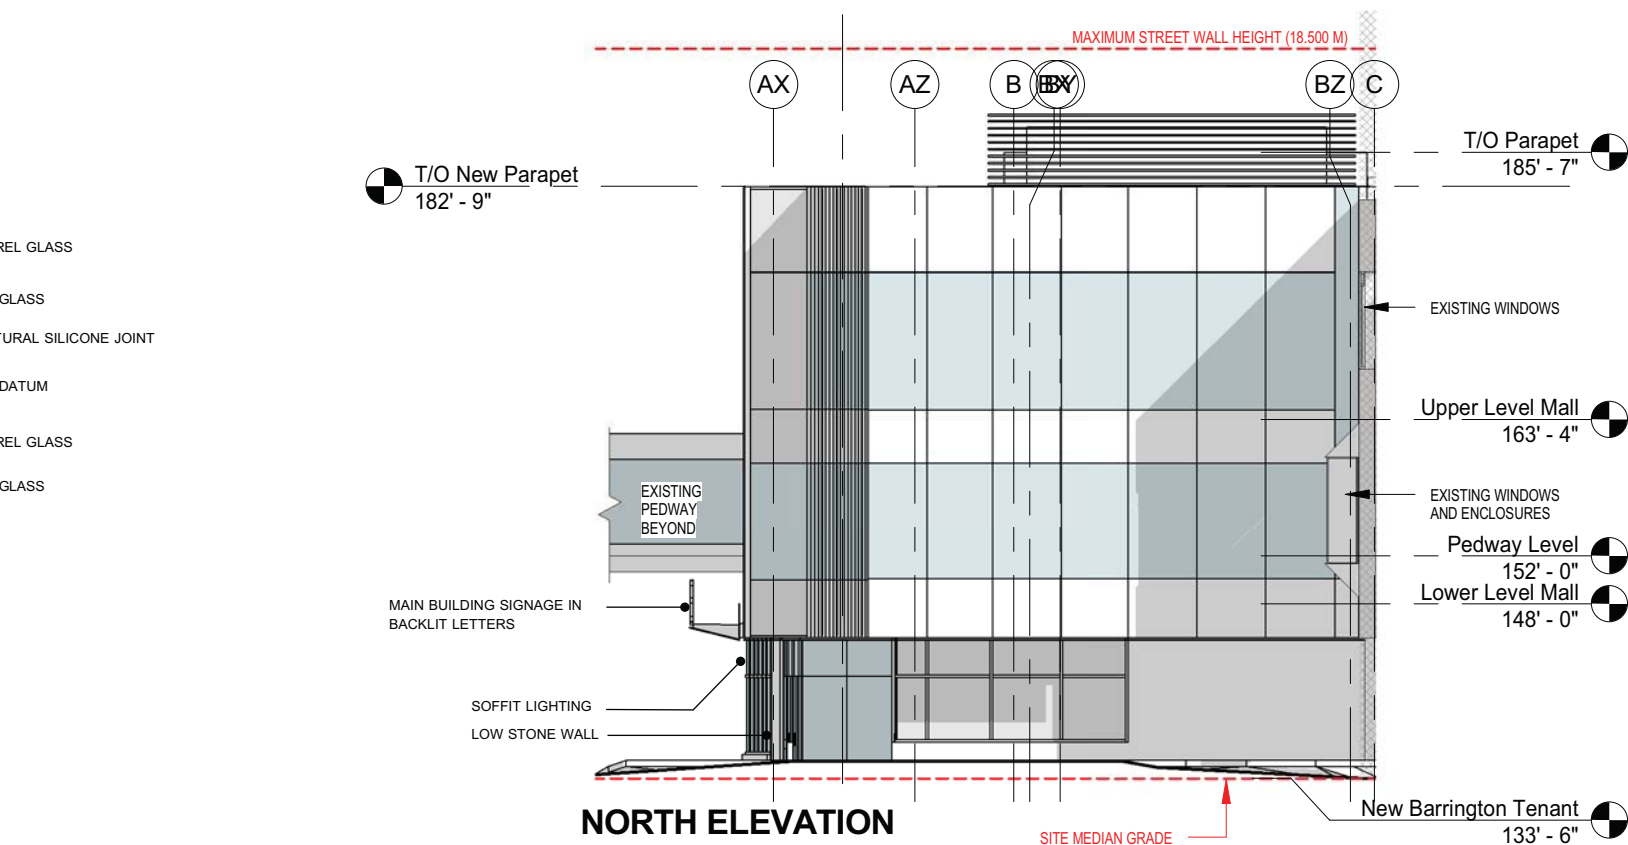 MAXIMUM STREET WALL HEIGHT (18.500 M)
AX
AZ
B
BX
BY
BZ
C
T/O Parapet
185' - 7"
T/O New Parapet
182' - 9"
REL GLASS
GLASS
TURAL SILICONE JOINT
DATUM
REL GLASS
GLASS
EXISTING WINDOWS
Upper Level Mall
163' - 4"
EXISTING
PEDWAY
BEYOND
EXISTING WINDOWS
AND ENCLOSURES
Pedway Level
152' - 0"
Lower Level Mall
148' - 0"
MAIN BUILDING SIGNAGE IN
BACKLIT LETTERS
SOFFIT LIGHTING
LOW STONE WALL
NORTH ELEVATION
SITE MEDIAN GRADE
New Barrington Tenant
133' - 6"